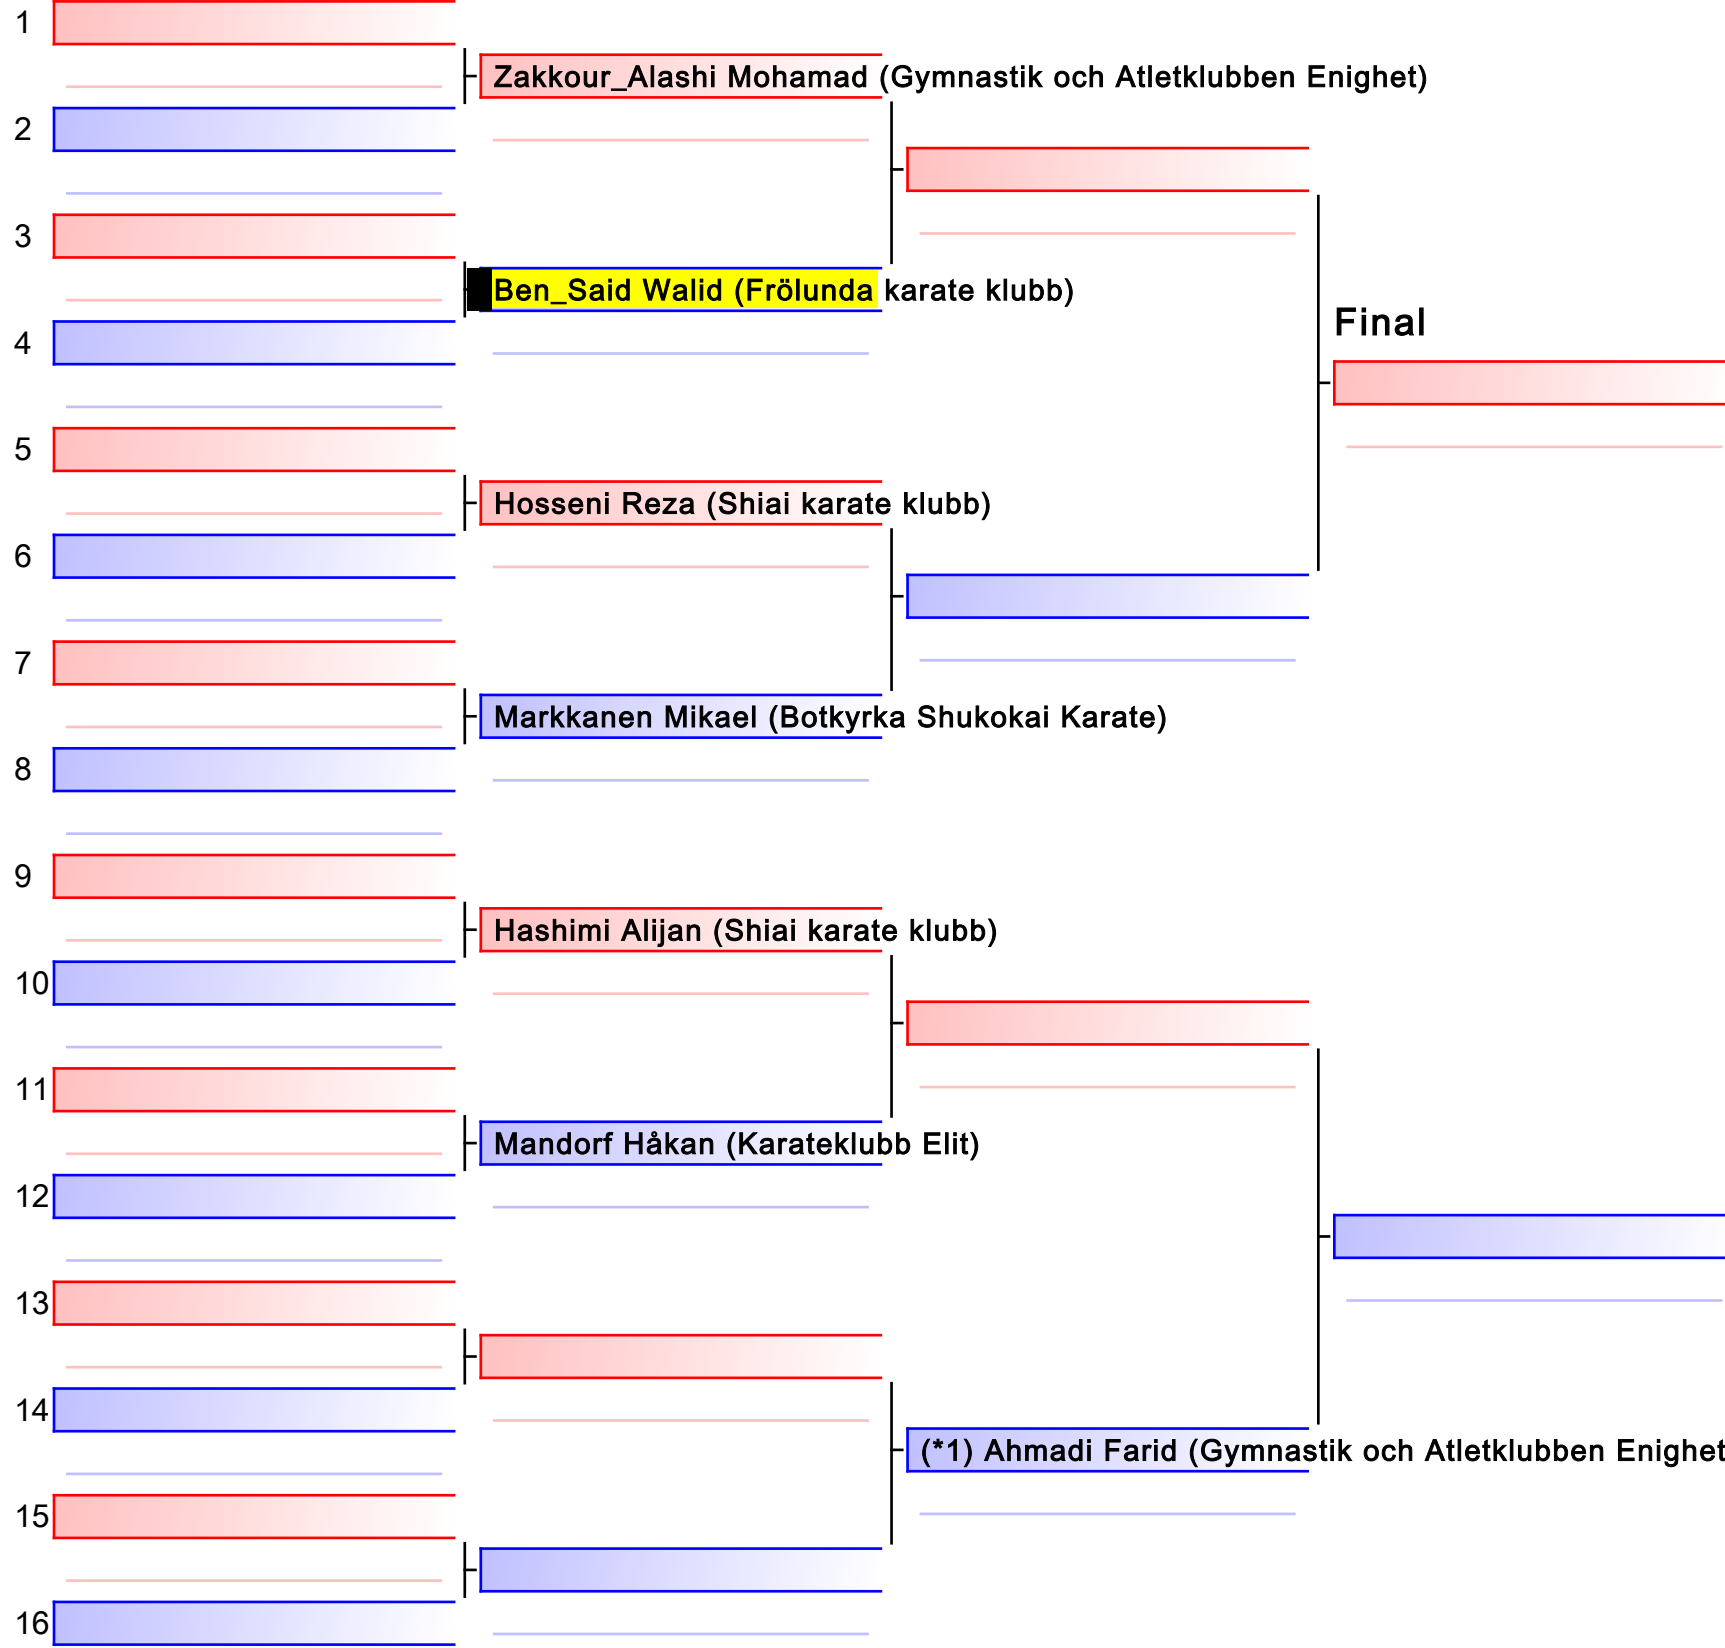 1
Zakkour_Alashi Mohamad (Gymnastik och Atletklubben Enighet)
2
3
Ben_Said Walid (Frölunda karate klubb)
Final
4
5
Hosseni Reza (Shiai karate klubb)
6
7
Markkanen Mikael (Botkyrka Shukokai Karate)
8
9
Hashimi Alijan (Shiai karate klubb)
10
11
Mandorf Håkan (Karateklubb Elit)
12
13
14
(*1) Ahmadi Farid (Gymnastik och Atletklubben Enighet
15
16